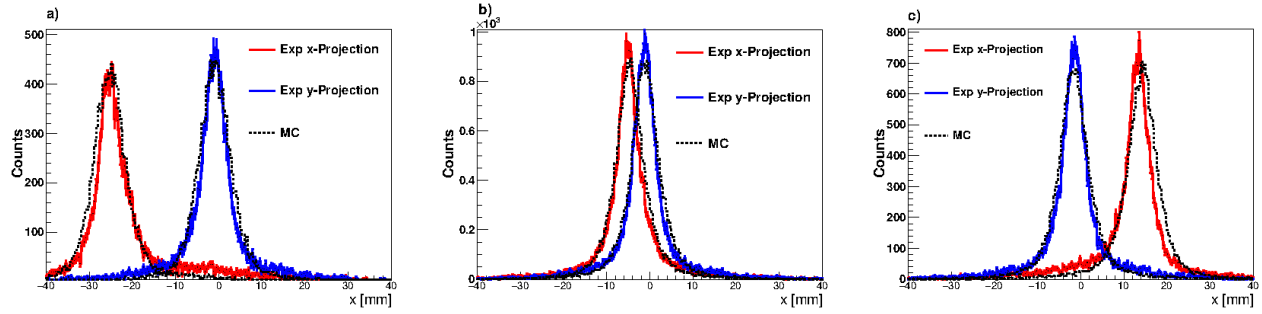 a)
500
400
300
200
100
Counts
Exp x-Projection
Exp y-Projection
MC
−40 −30 −20 −10 0 10 20 30 40
x [mm]
b)
×10³
1
0.8
0.6
0.4
0.2
0
Counts
Exp x-Projection
Exp y-Projection
MC
−40 −30 −20 −10 0 10 20 30 40
x [mm]
c)
800
700
600
500
400
300
200
100
0
Counts
Exp x-Projection
Exp y-Projection
MC
−40 −30 −20 −10 0 10 20 30 40
x [mm]